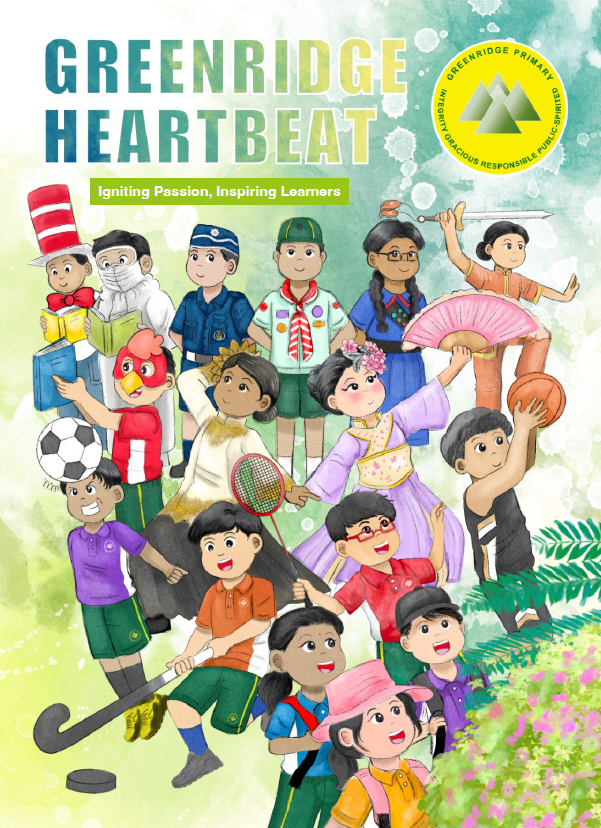 GREENRIDGE
HEARTBEAT
GREENRIDGE PRIMARY
INTEGRITY GRACIOUS RESPONSIBLE PUBLIC-SPIRITED
Igniting Passion, Inspiring Learners